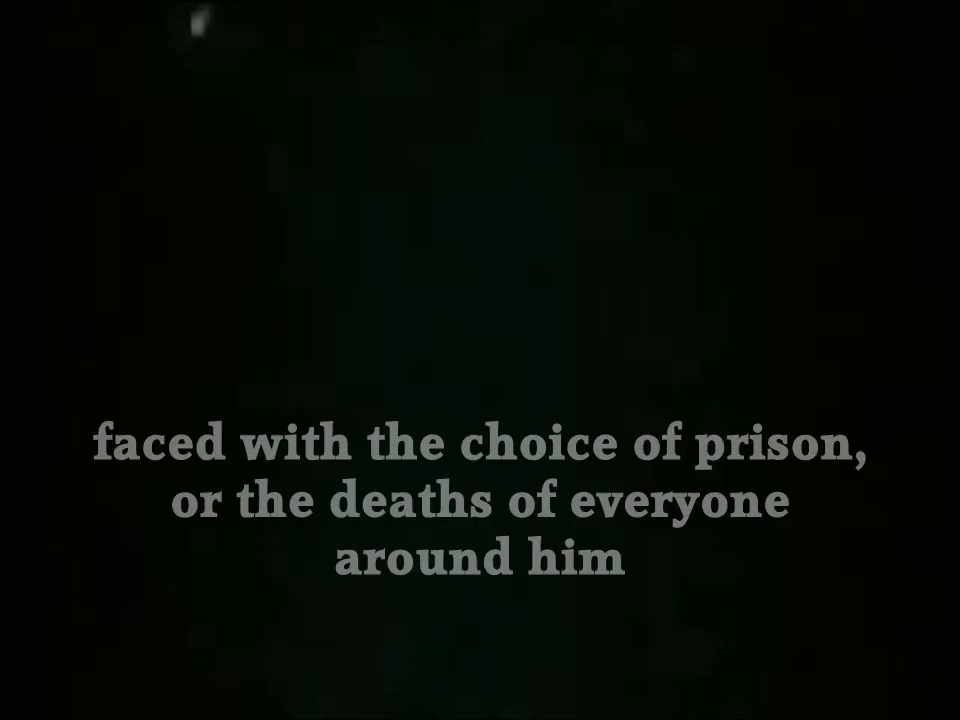 faced with the choice of prison,
or the deaths of everyone
around him